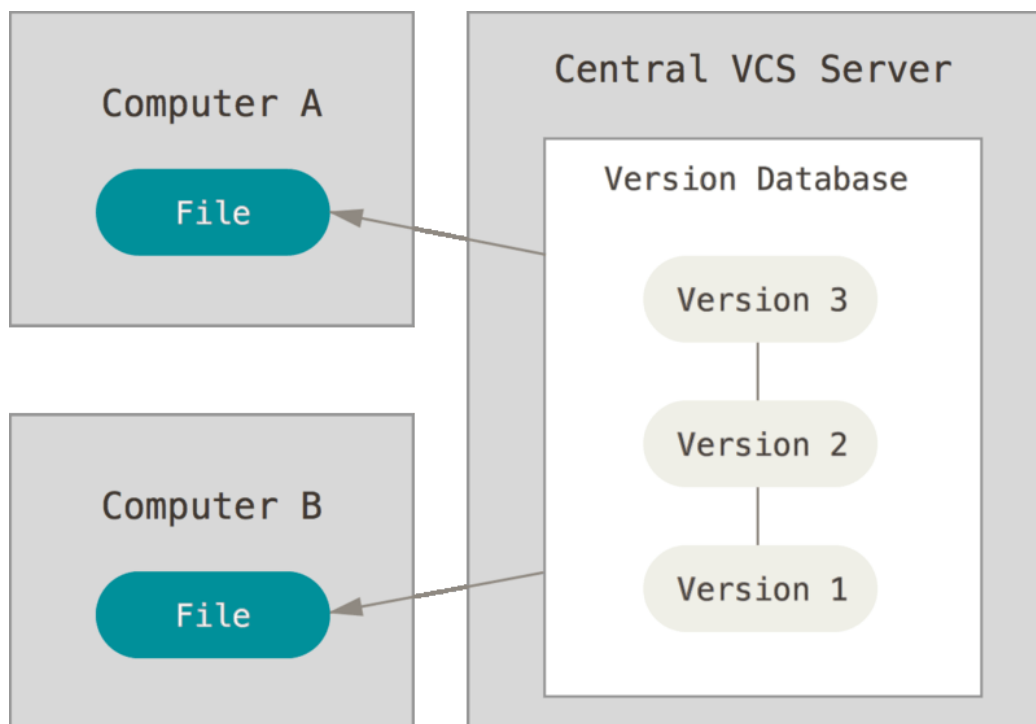 Computer A
File
Computer B
File
Central VCS Server
Version Database
Version 3
Version 2
Version 1